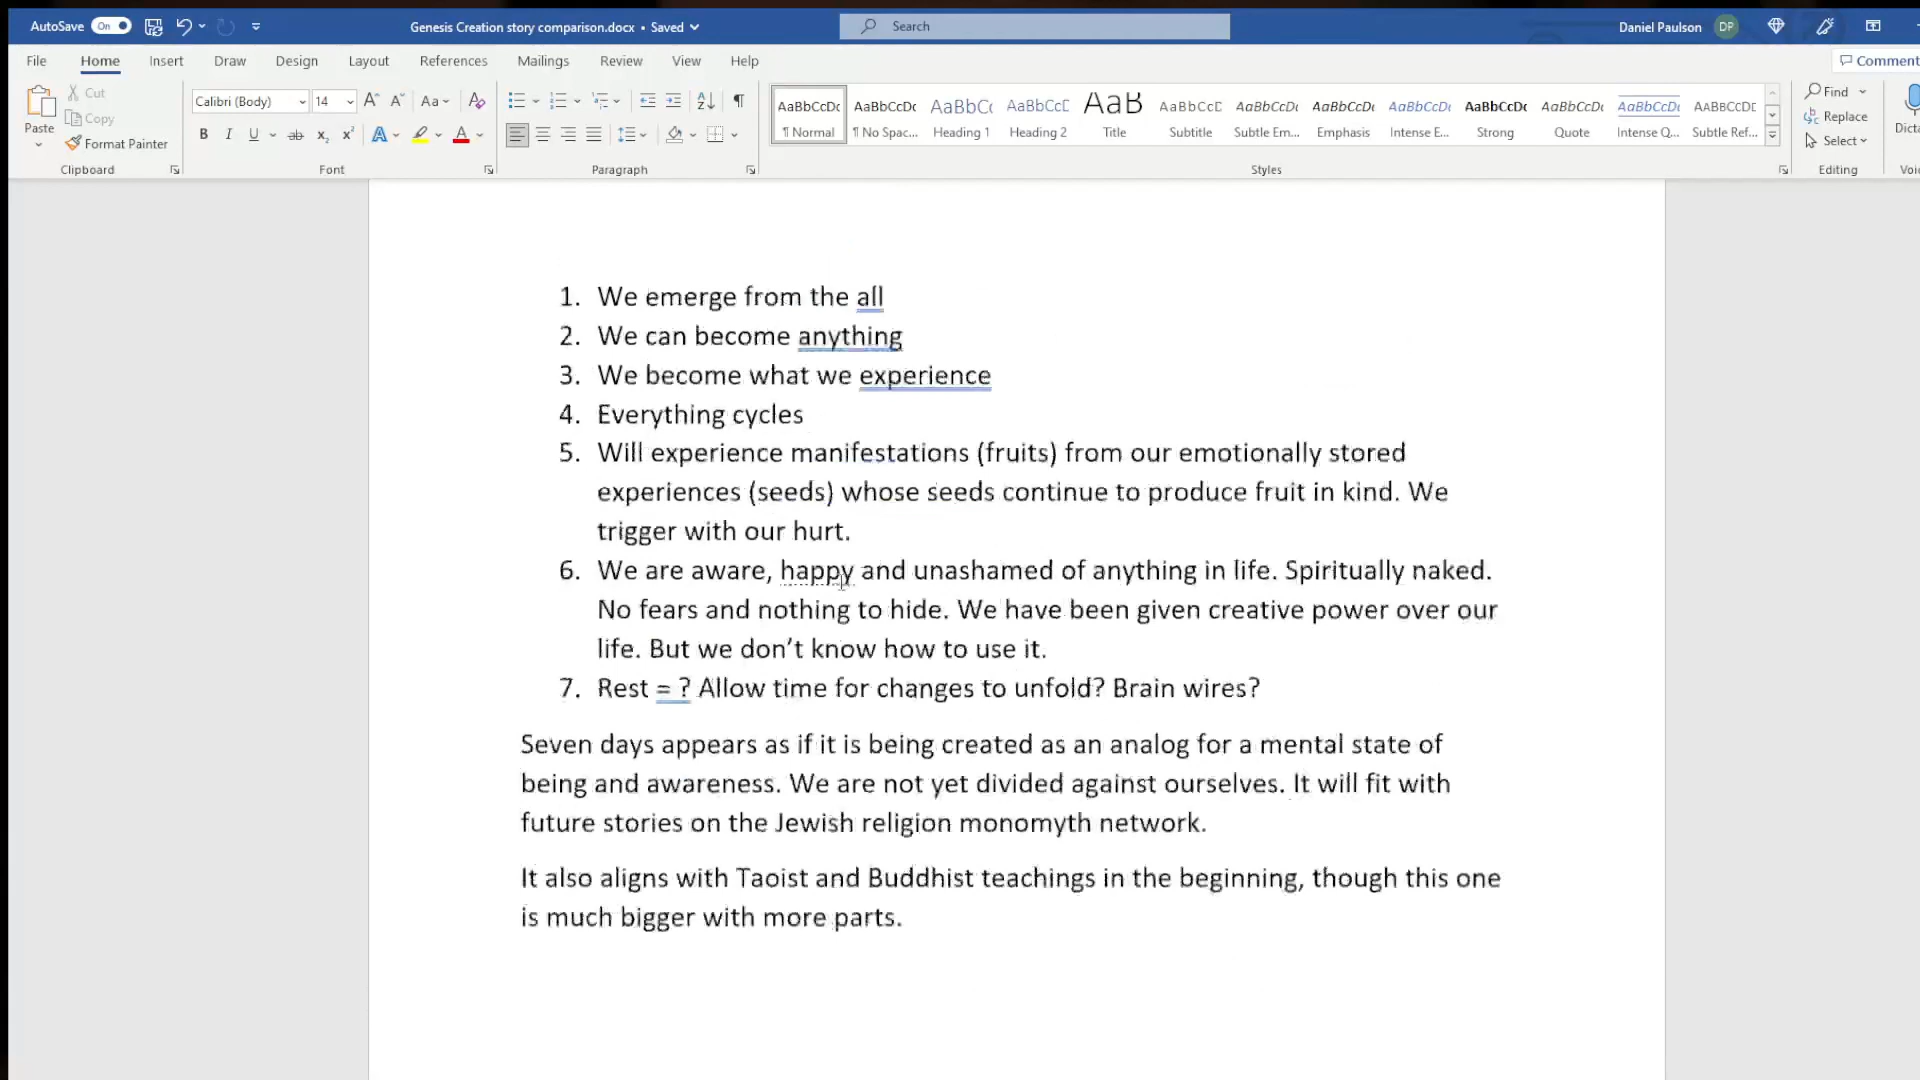 AutoSave On Genesis Creation story comparison.docx • Saved Search Daniel Paulson DP
File Home Insert Draw Design Layout References Mailings Review View Help Comment
Paste Cut Copy Format Painter
Calibri (Body) 14 Aa
B I U ab x₂ x² A A
AaBbCcDc AaBbCcDc AaBbC AaBbCcE AaB AaBbCcD AaBbCcDc AaBbCcDc AaBbCcDc AaBbCcDc AaBbCcDc AaBbCcDc AABBCCDE
¶ Normal ¶ No Spac... Heading 1 Heading 2 Title Subtitle Subtle Em... Emphasis Intense E... Strong Quote Intense Q... Subtle Ref...
Find Replace Select
Dicta
Clipboard Font Paragraph Styles Editing Voic
1. We emerge from the all
2. We can become anything
3. We become what we experience
4. Everything cycles
5. Will experience manifestations (fruits) from our emotionally stored
experiences (seeds) whose seeds continue to produce fruit in kind. We
trigger with our hurt.
6. We are aware, happy and unashamed of anything in life. Spiritually naked.
No fears and nothing to hide. We have been given creative power over our
life. But we don’t know how to use it.
7. Rest = ? Allow time for changes to unfold? Brain wires?
Seven days appears as if it is being created as an analog for a mental state of
being and awareness. We are not yet divided against ourselves. It will fit with
future stories on the Jewish religion monomyth network.
It also aligns with Taoist and Buddhist teachings in the beginning, though this one
is much bigger with more parts.